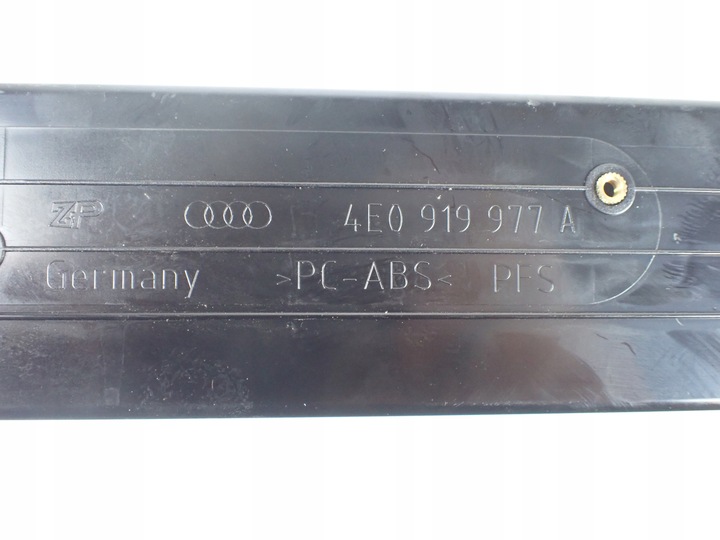 ZP 4E0 919 977 A
Germany >PC-ABS< PFS